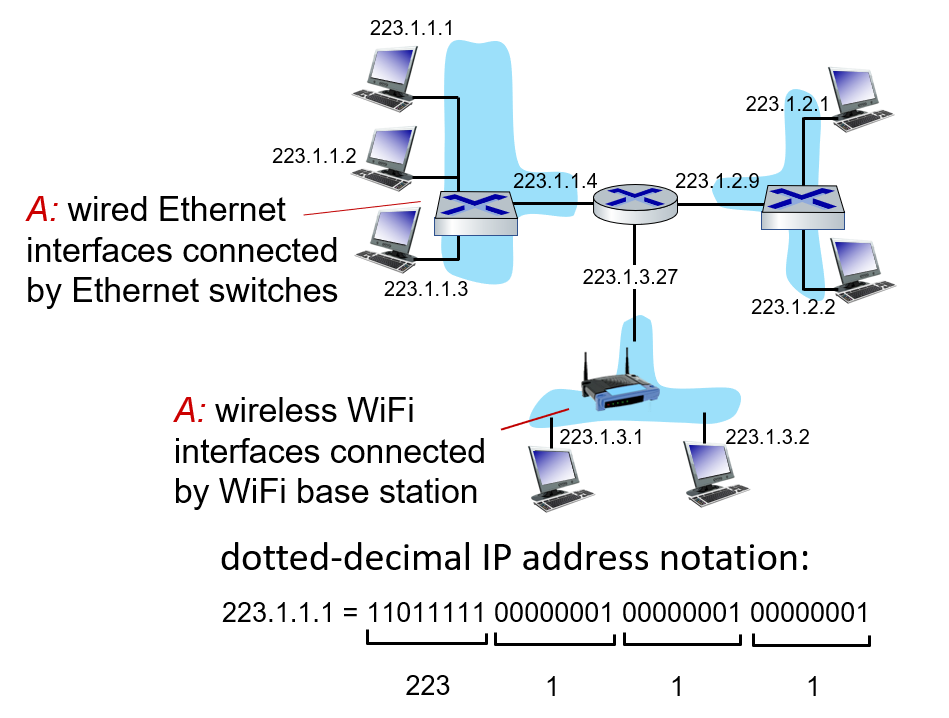 223.1.1.1
223.1.1.2
223.1.1.3
223.1.1.4
223.1.2.9
223.1.2.1
223.1.2.2
223.1.3.27
A: wired Ethernet
interfaces connected
by Ethernet switches
A: wireless WiFi
interfaces connected
by WiFi base station
223.1.3.1
223.1.3.2
dotted-decimal IP address notation:
223.1.1.1 = 11011111 00000001 00000001 00000001
223 1 1 1